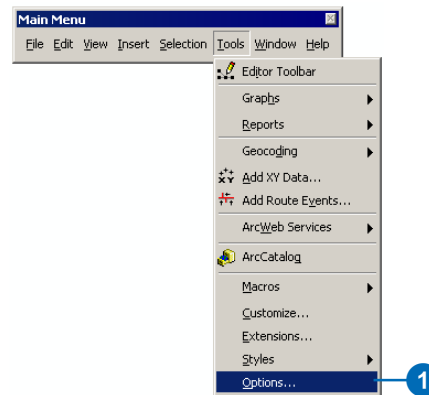 Main Menu
File Edit View Insert Selection Tools Window Help
Editor Toolbar
Graphs
Reports
Geocoding
Add XY Data...
Add Route Events...
ArcWeb Services
ArcCatalog
Macros
Customize...
Extensions...
Styles
Options... 1